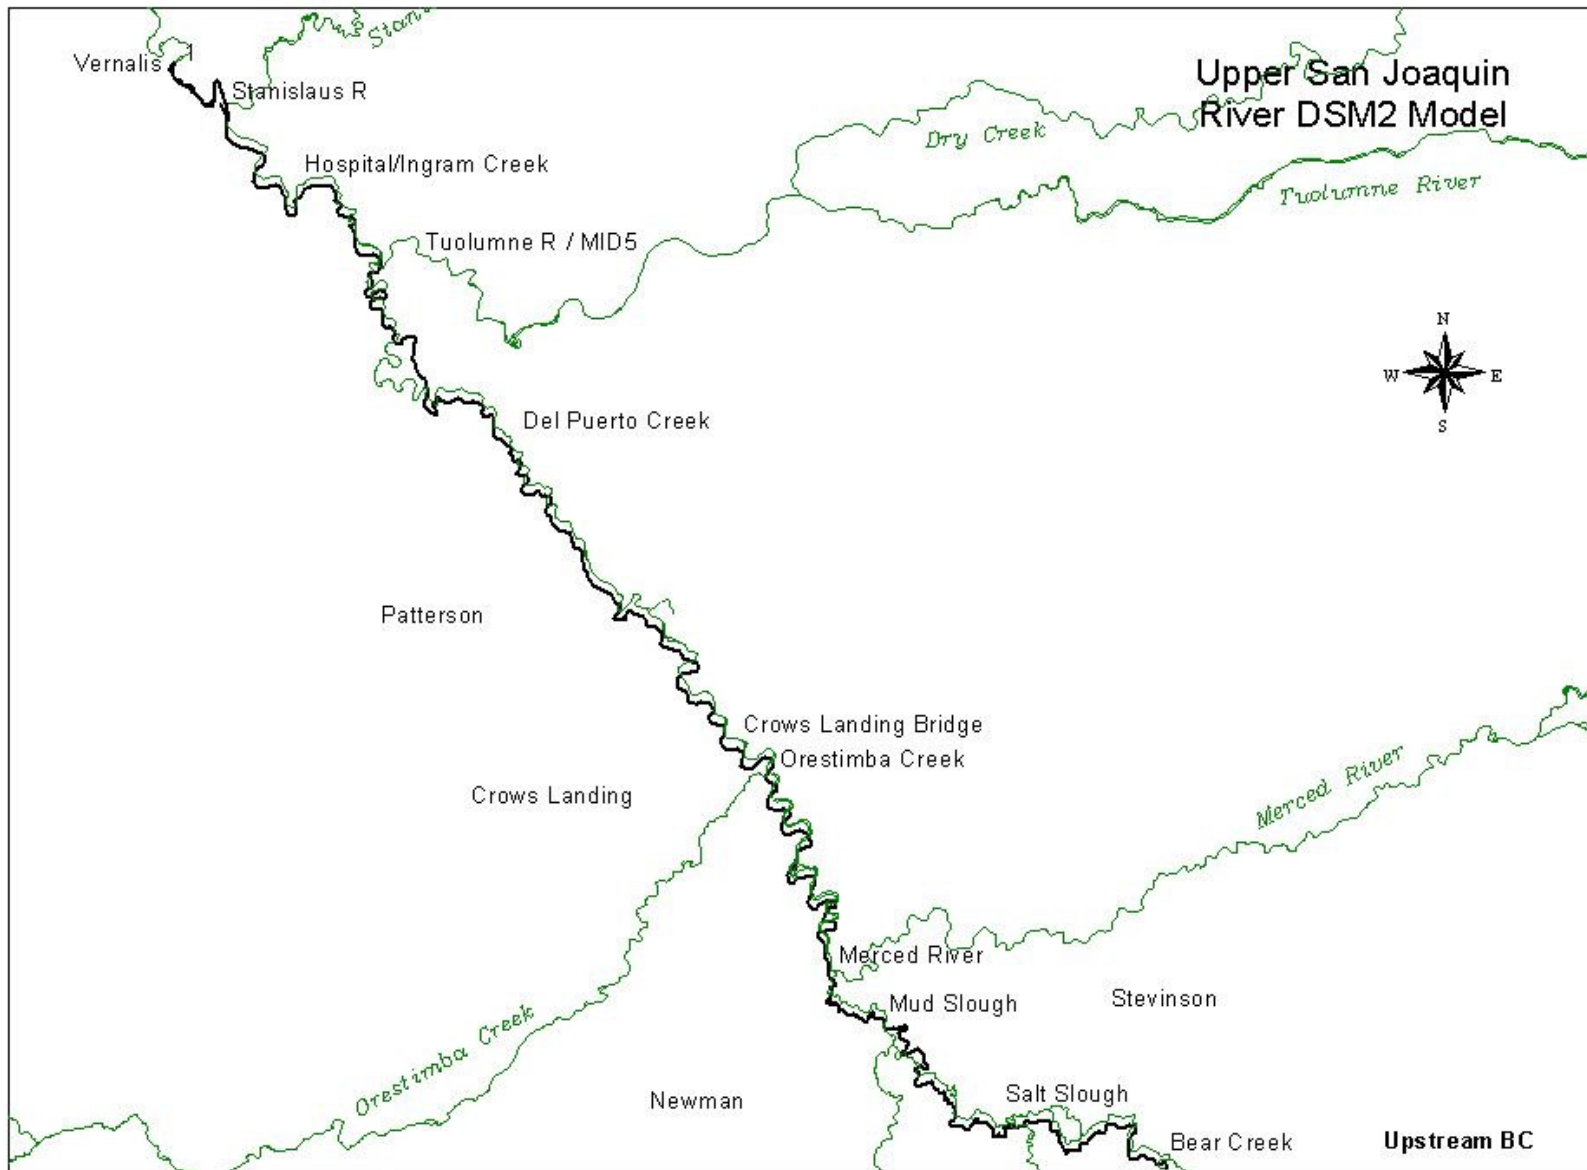 Stani
Vernalis
Stanislaus R
Upper San Joaquin
River DSM2 Model
Dry Creek
Hospital/Ingram Creek
Tuolumne River
Tuolumne R / MID5
N
W
E
S
Del Puerto Creek
Patterson
Crows Landing Bridge
Orestimba Creek
Crows Landing
Merced River
Merced River
Mud Slough
Stevinson
Orestimba Creek
Newman
Salt Slough
Bear Creek
Upstream BC